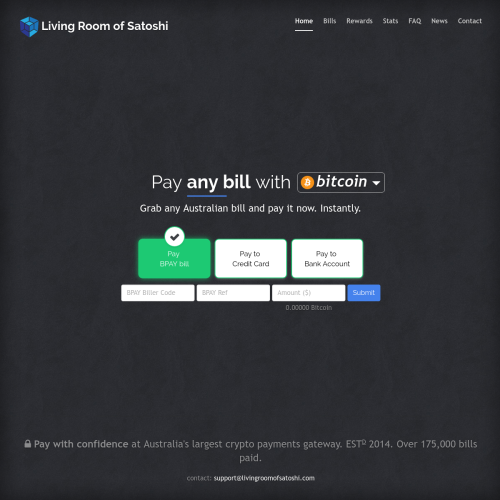 Living Room of Satoshi
Home Bills Rewards Stats FAQ News Contact
Pay any bill with bitcoin
Grab any Australian bill and pay it now. Instantly.
Pay
BPAY bill
Pay to
Credit Card
Pay to
Bank Account
BPAY Biller Code BPAY Ref Amount ($) Submit
0.00000 Bitcoin
Pay with confidence at Australia's largest crypto payments gateway. ESTD 2014. Over 175,000 bills
paid.
contact: support@livingroomofsatoshi.com